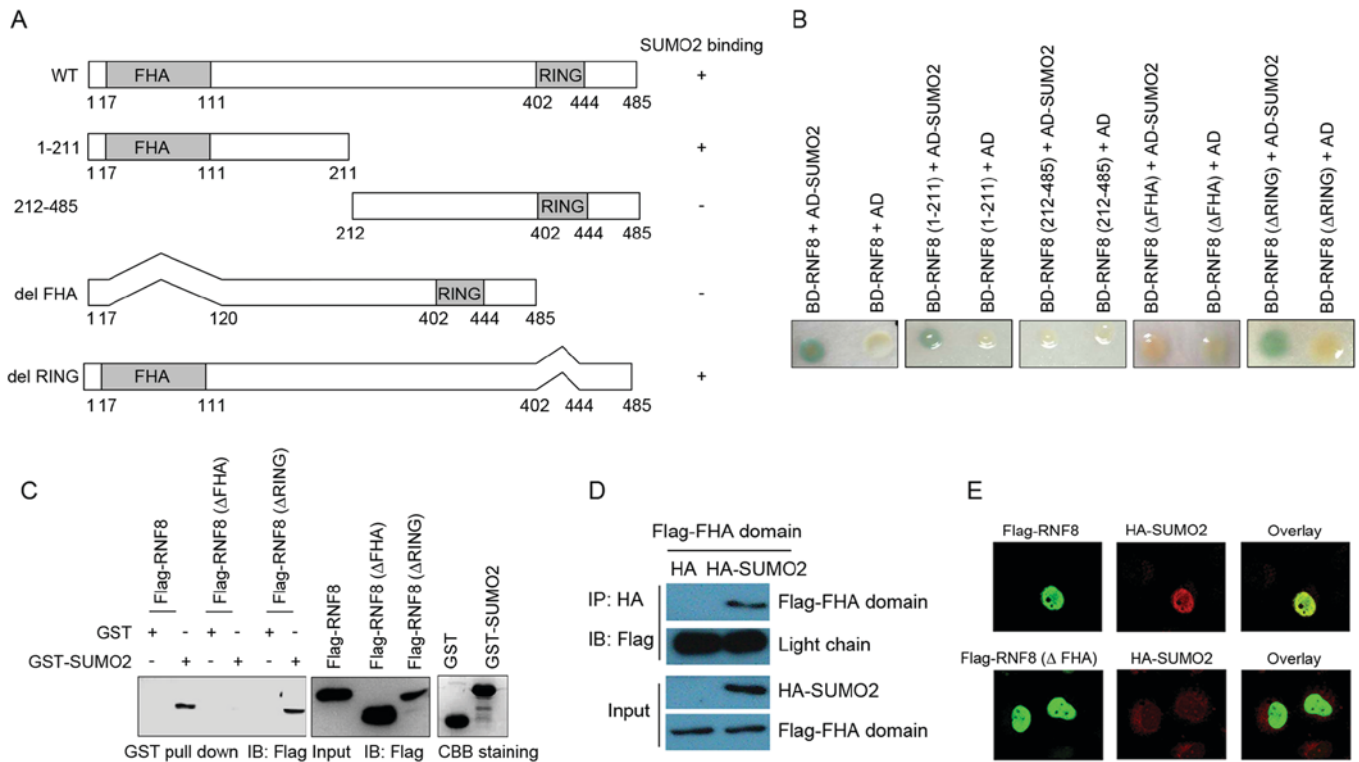 A
SUMO2 binding
WT FHA RING +
1 17 111 402 444 485
1-211 FHA +
1 17 111 211
212-485 RING -
212 402 444 485
del FHA RING -
1 17 120 402 444 485
del RING FHA +
1 17 111 402 444 485
B
BD-RNF8 + AD-SUMO2
BD-RNF8 + AD
BD-RNF8 (1-211) + AD-SUMO2
BD-RNF8 (1-211) + AD
BD-RNF8 (212-485) + AD-SUMO2
BD-RNF8 (212-485) + AD
BD-RNF8 (ΔFHA) + AD-SUMO2
BD-RNF8 (ΔFHA) + AD
BD-RNF8 (ΔRING) + AD-SUMO2
BD-RNF8 (ΔRING) + AD
C
Flag-RNF8
Flag-RNF8 (ΔFHA)
Flag-RNF8 (ΔRING)
GST + - + - + -
GST-SUMO2 - + - + - +
GST pull down IB: Flag
Flag-RNF8
Flag-RNF8 (ΔFHA)
Flag-RNF8 (ΔRING)
Input IB: Flag
GST
GST-SUMO2
CBB staining
D
Flag-FHA domain
HA HA-SUMO2
IP: HA
IB: Flag
Flag-FHA domain
Light chain
Input
HA-SUMO2
Flag-FHA domain
E
Flag-RNF8 HA-SUMO2 Overlay
Flag-RNF8 (Δ FHA) HA-SUMO2 Overlay